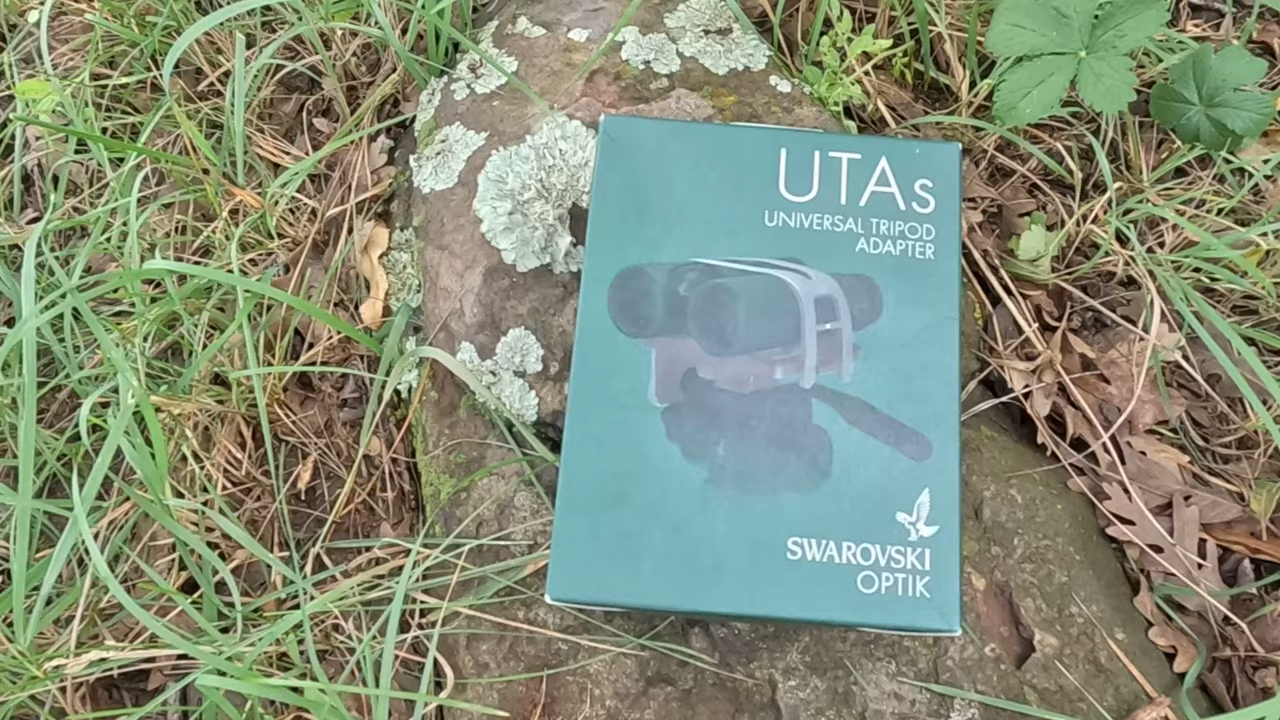 UTAs
UNIVERSAL TRIPOD
ADAPTER
SWAROVSKI
OPTIK